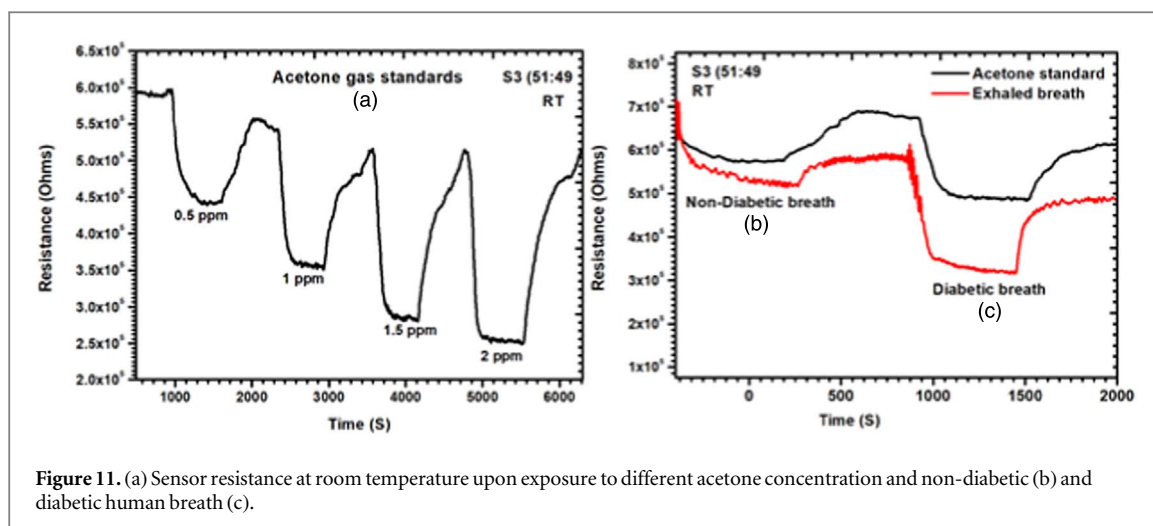 6.5x10⁵
6.0x10⁵
5.5x10⁵
5.0x10⁵
4.5x10⁵
4.0x10⁵
3.5x10⁵
3.0x10⁵
2.5x10⁵
2.0x10⁵
Resistance (Ohms)
Acetone gas standards
(a)
S3 (51:49
RT
0.5 ppm
1 ppm
1.5 ppm
2 ppm
1000 2000 3000 4000 5000 6000
Time (S)
8x10⁵
7x10⁵
6x10⁵
5x10⁵
4x10⁵
3x10⁵
2x10⁵
1x10⁵
Resistance (Ohms)
S3 (51:49
RT
Acetone standard
Exhaled breath
Non-Diabetic breath
(b)
Diabetic breath
(c)
0 500 1000 1500 2000
Time (S)
Figure 11. (a) Sensor resistance at room temperature upon exposure to different acetone concentration and non-diabetic (b) and
diabetic human breath (c).